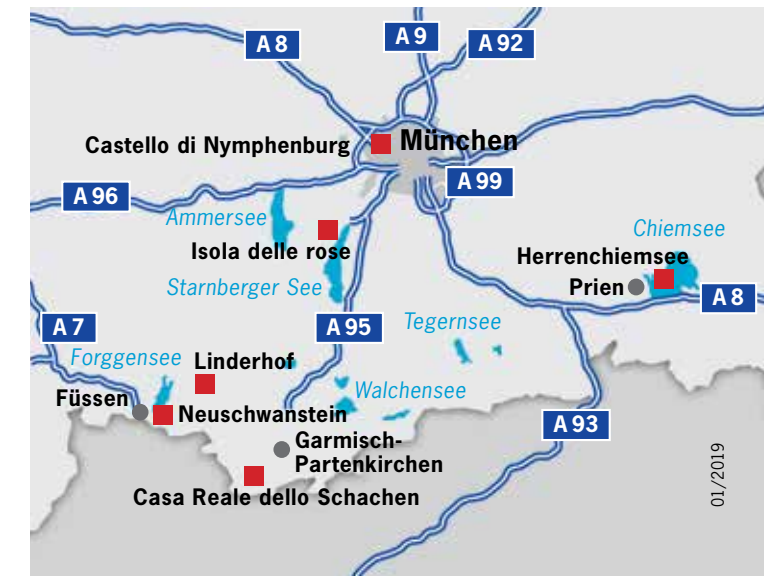 A 8
A 9
A 92
Castello di Nymphenburg
München
A 99
A 96
Ammersee
Isola delle rose
Starnberger See
Chiemsee
Herrenchiemsee
Prien
A 8
A 7
A 95
Tegernsee
Forggensee
Linderhof
Walchensee
Füssen
Neuschwanstein
A 93
Garmisch-
Partenkirchen
Casa Reale dello Schachen
01/2019